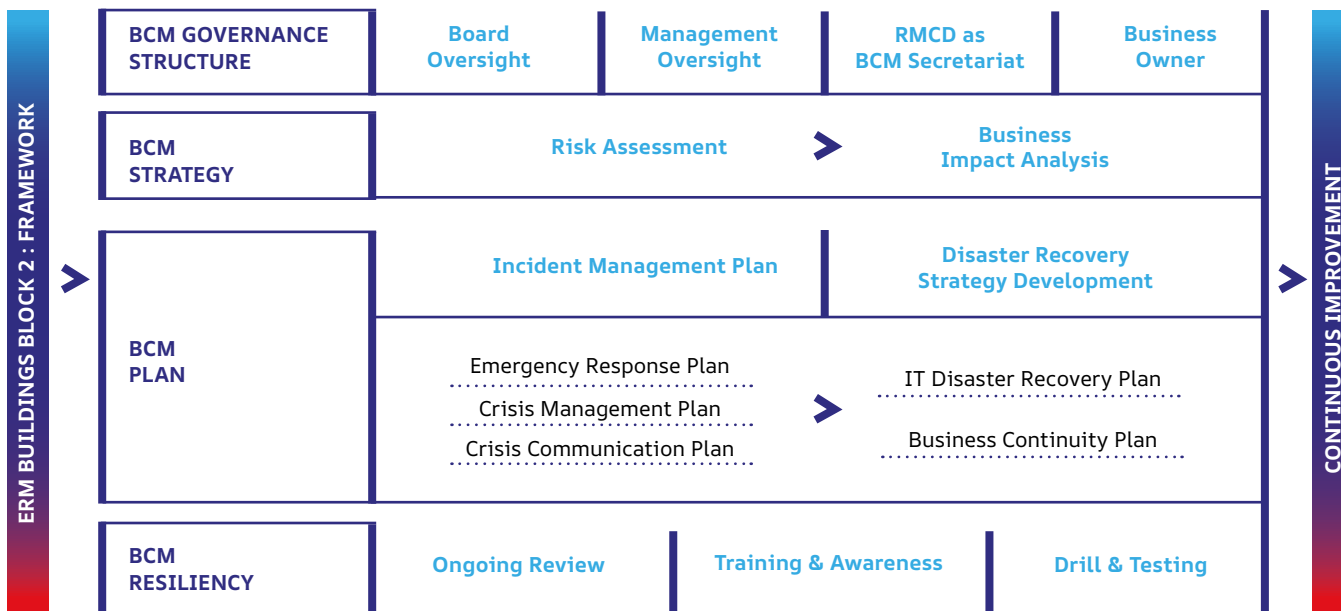 ERM BUILDINGS BLOCK 2 : FRAMEWORK
BCM GOVERNANCE
STRUCTURE
Board
Oversight
Management
Oversight
RMCD as
BCM Secretariat
Business
Owner
BCM
STRATEGY
Risk Assessment
Business
Impact Analysis
BCM
PLAN
Incident Management Plan
Disaster Recovery
Strategy Development
Emergency Response Plan
Crisis Management Plan
Crisis Communication Plan
IT Disaster Recovery Plan
Business Continuity Plan
BCM
RESILIENCY
Ongoing Review
Training & Awareness
Drill & Testing
CONTINUOUS IMPROVEMENT